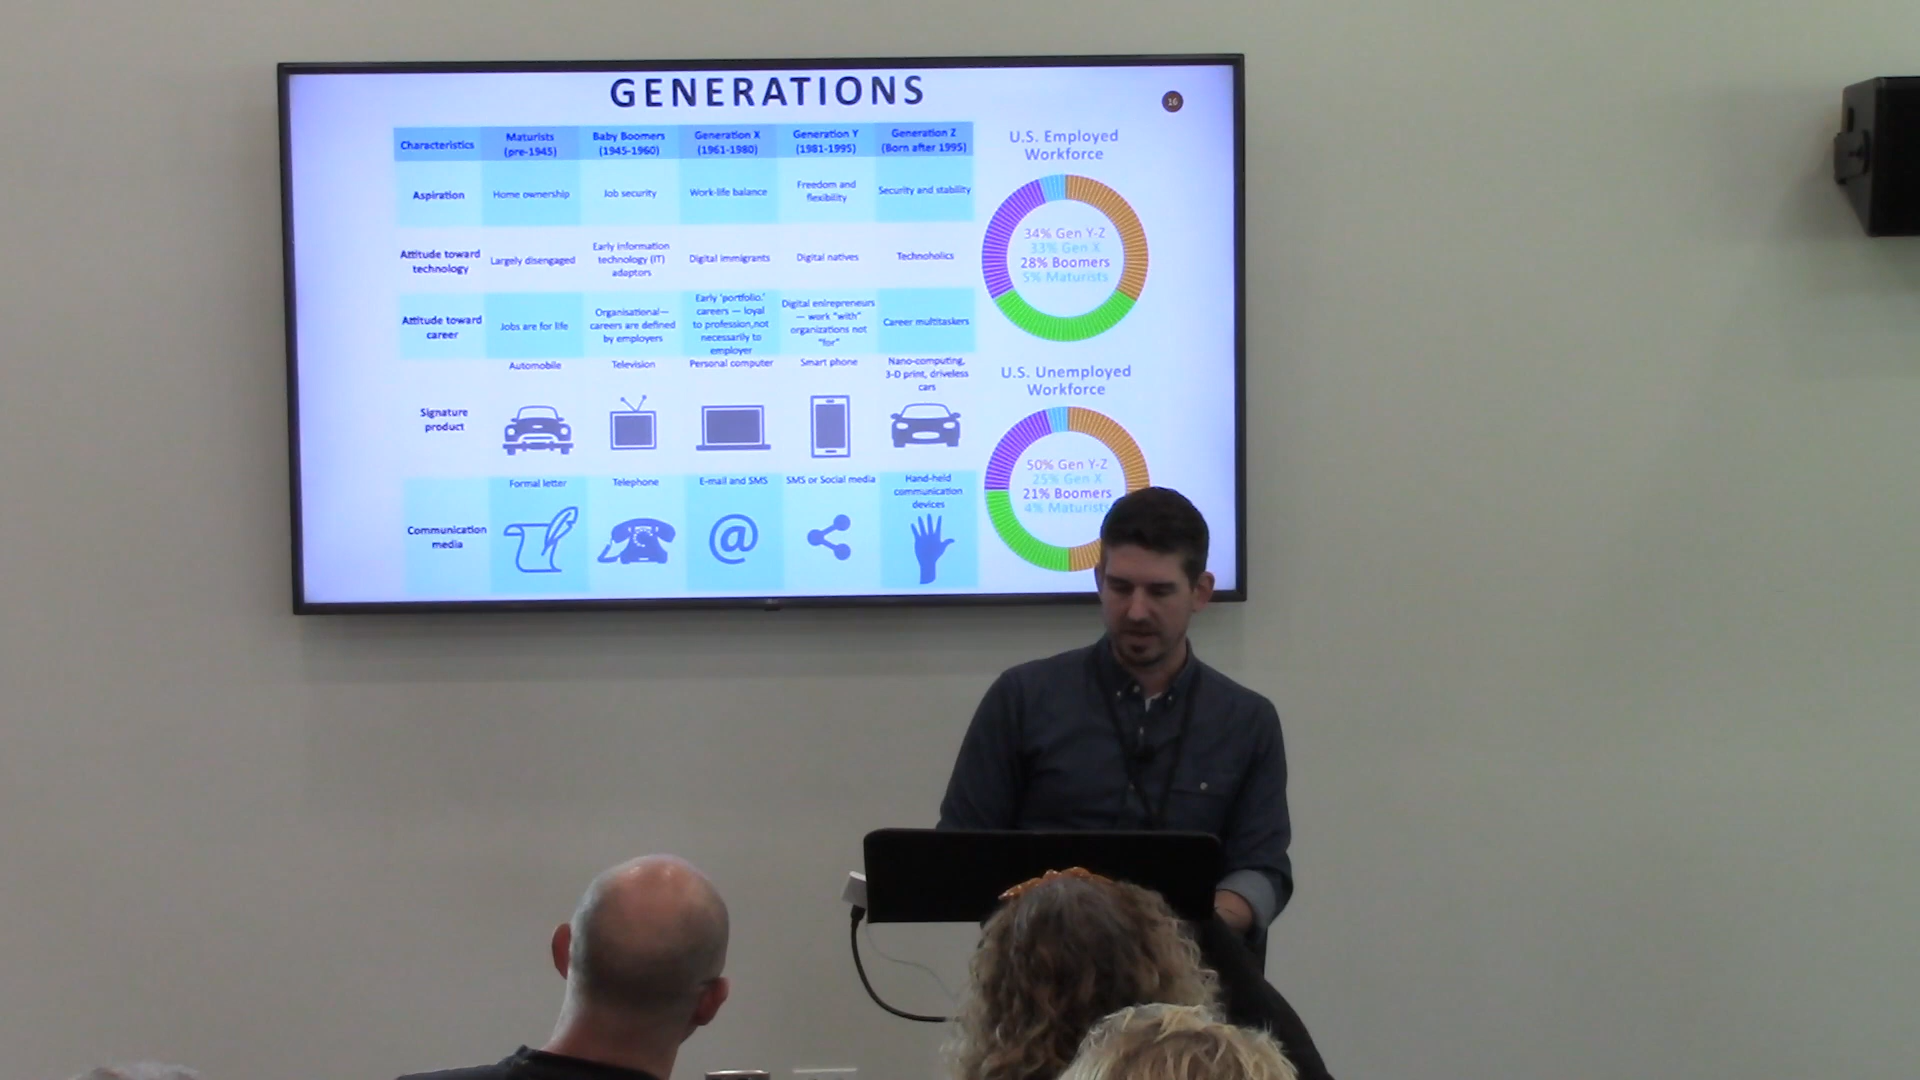 GENERATIONS
16
Characteristics
Maturists
(pre-1945)
Baby Boomers
(1945-1960)
Generation X
(1961-1980)
Generation Y
(1981-1995)
Generation Z
(Born after 1995)
Aspiration
Home ownership
Job security
Work-life balance
Freedom and
flexibility
Security and stability
Attitude toward
technology
Largely disengaged
Early information
technology (IT)
adaptors
Digital immigrants
Digital natives
Technoholics
Attitude toward
career
Jobs are for life
Organisational—
careers are defined
by employers
Early 'portfolio.'
careers — loyal
to profession,not
necessarily to
employer
Digital enirepreneurs
— work "with"
organizations not
"for"
Career multitaskers
Signature
product
Automobile
Television
Personal computer
Smart phone
Nano-computing,
3-D print, driveless
cars
Communication
media
Formal letter
Telephone
E-mail and SMS
@
SMS or Social media
Hand-held
communication
devices
U.S. Employed
Workforce
34% Gen Y-Z
33% Gen X
28% Boomers
5% Maturists
U.S. Unemployed
Workforce
50% Gen Y-Z
25% Gen X
21% Boomers
4% Maturists